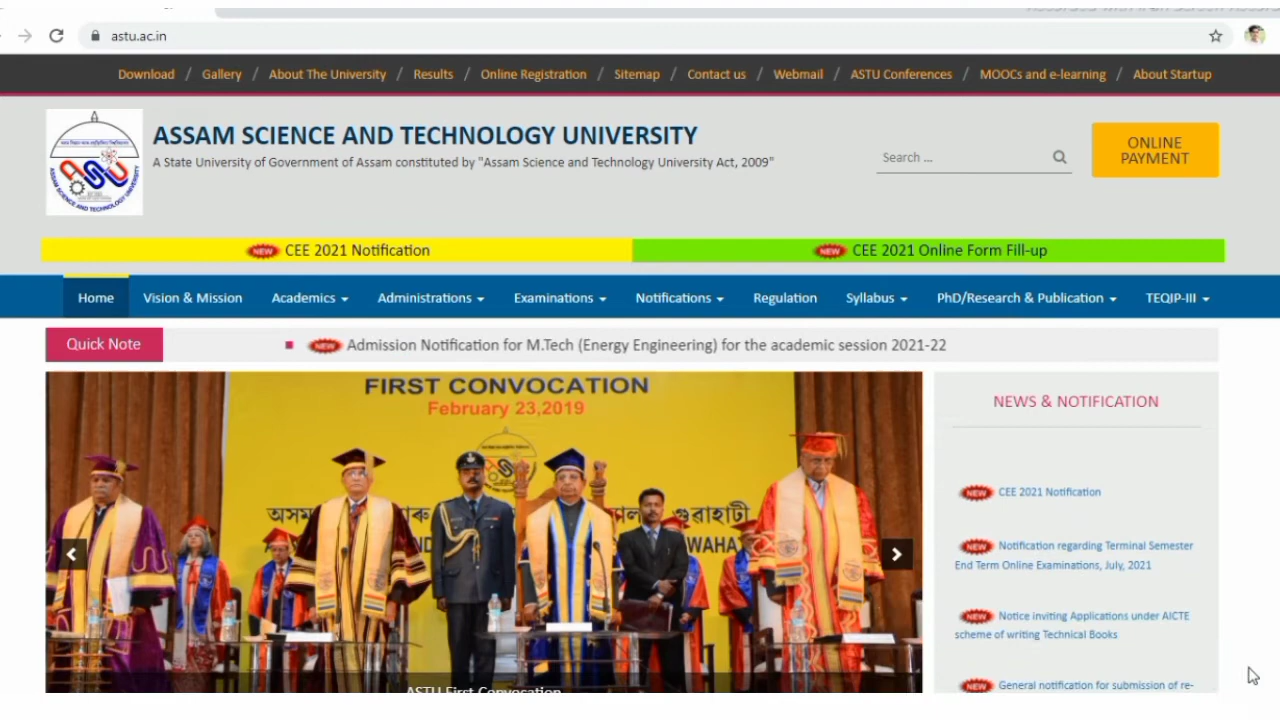 astu.ac.in
Download / Gallery / About The University / Results / Online Registration / Sitemap / Contact us / Webmail / ASTU Conferences / MOOCs and e-learning / About Startup
ASSAM SCIENCE AND TECHNOLOGY UNIVERSITY
A State University of Government of Assam constituted by "Assam Science and Technology University Act, 2009"
Search ...
ONLINE
PAYMENT
NEW CEE 2021 Notification
NEW CEE 2021 Online Form Fill-up
Home Vision & Mission Academics Administrations Examinations Notifications Regulation Syllabus PhD/Research & Publication TEQIP-III
Quick Note
NEW Admission Notification for M.Tech (Energy Engineering) for the academic session 2021-22
FIRST CONVOCATION
February 23,2019
গুৱাহাটী
ASTU First Convocation
NEWS & NOTIFICATION
NEW CEE 2021 Notification
NEW Notification regarding Terminal Semester
End Term Online Examinations, July, 2021
NEW Notice inviting Applications under AICTE
scheme of writing Technical Books
NEW General notification for submission of re-